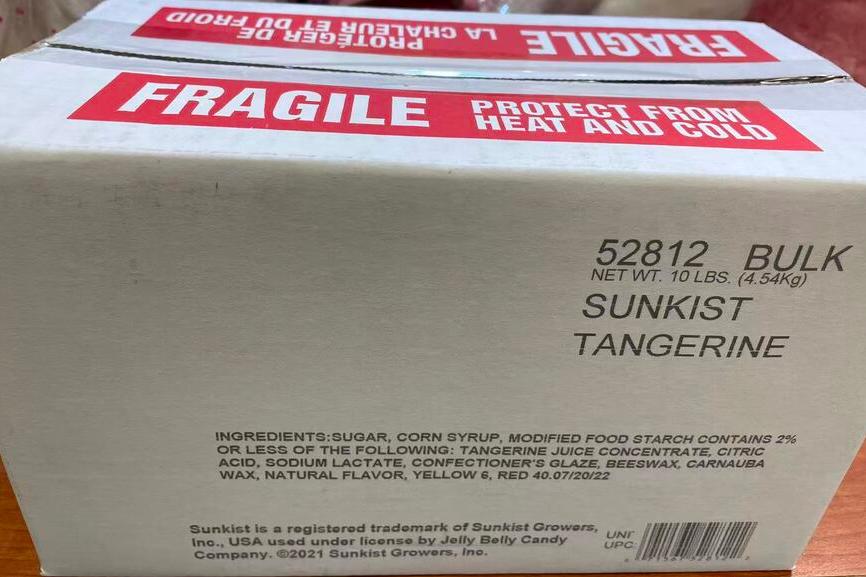 FRAGILE LA CHALEUR ET DU FROID
PROTÉGER DE
FRAGILE PROTECT FROM
HEAT AND COLD
52812 BULK
NET WT. 10 LBS. (4.54Kg)
SUNKIST
TANGERINE
INGREDIENTS:SUGAR, CORN SYRUP, MODIFIED FOOD STARCH CONTAINS 2%
OR LESS OF THE FOLLOWING: TANGERINE JUICE CONCENTRATE, CITRIC
ACID, SODIUM LACTATE, CONFECTIONER'S GLAZE, BEESWAX, CARNAUBA
WAX, NATURAL FLAVOR, YELLOW 6, RED 40.07/20/22
Sunkist is a registered trademark of Sunkist Growers,
Inc., USA used under license by Jelly Belly Candy
Company. ©2021 Sunkist Growers, Inc.
UPC: